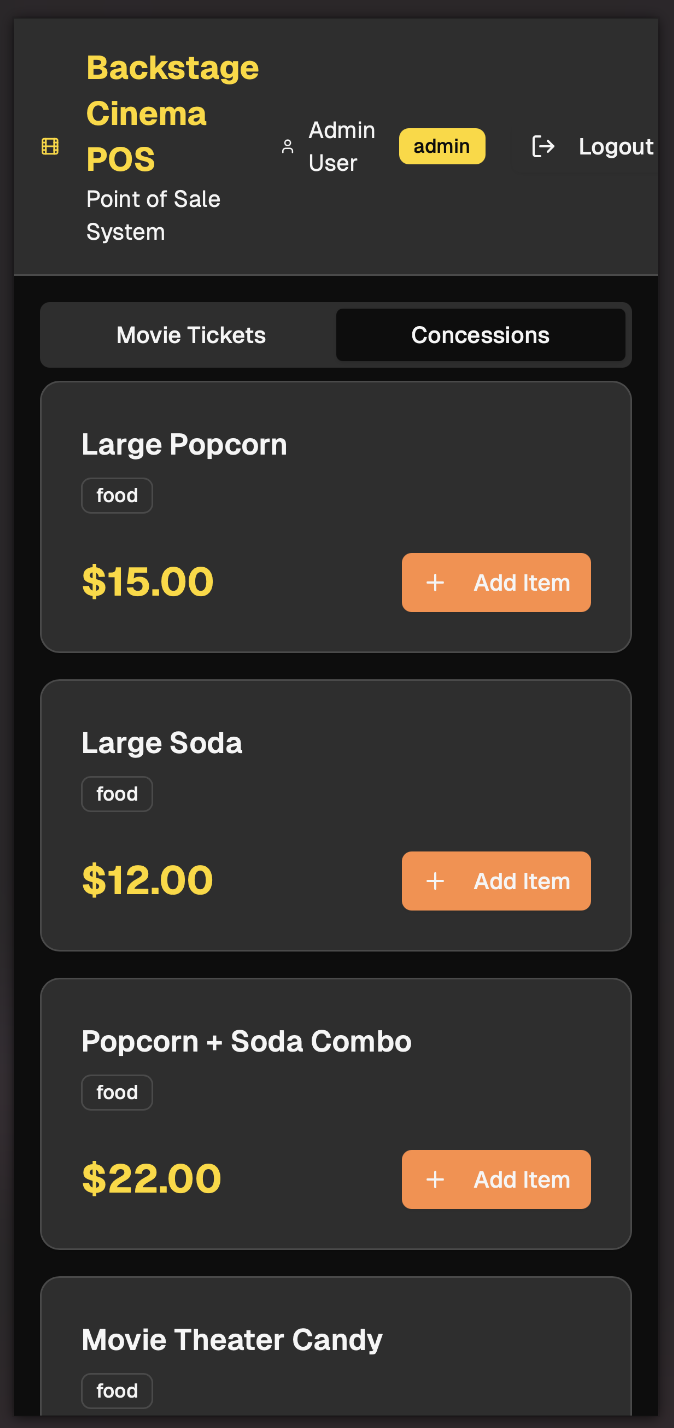 Backstage
Cinema
POS
Point of Sale
System
Admin
User
admin
Logout
Movie Tickets
Concessions
Large Popcorn
food
$15.00
+ Add Item
Large Soda
food
$12.00
+ Add Item
Popcorn + Soda Combo
food
$22.00
+ Add Item
Movie Theater Candy
food